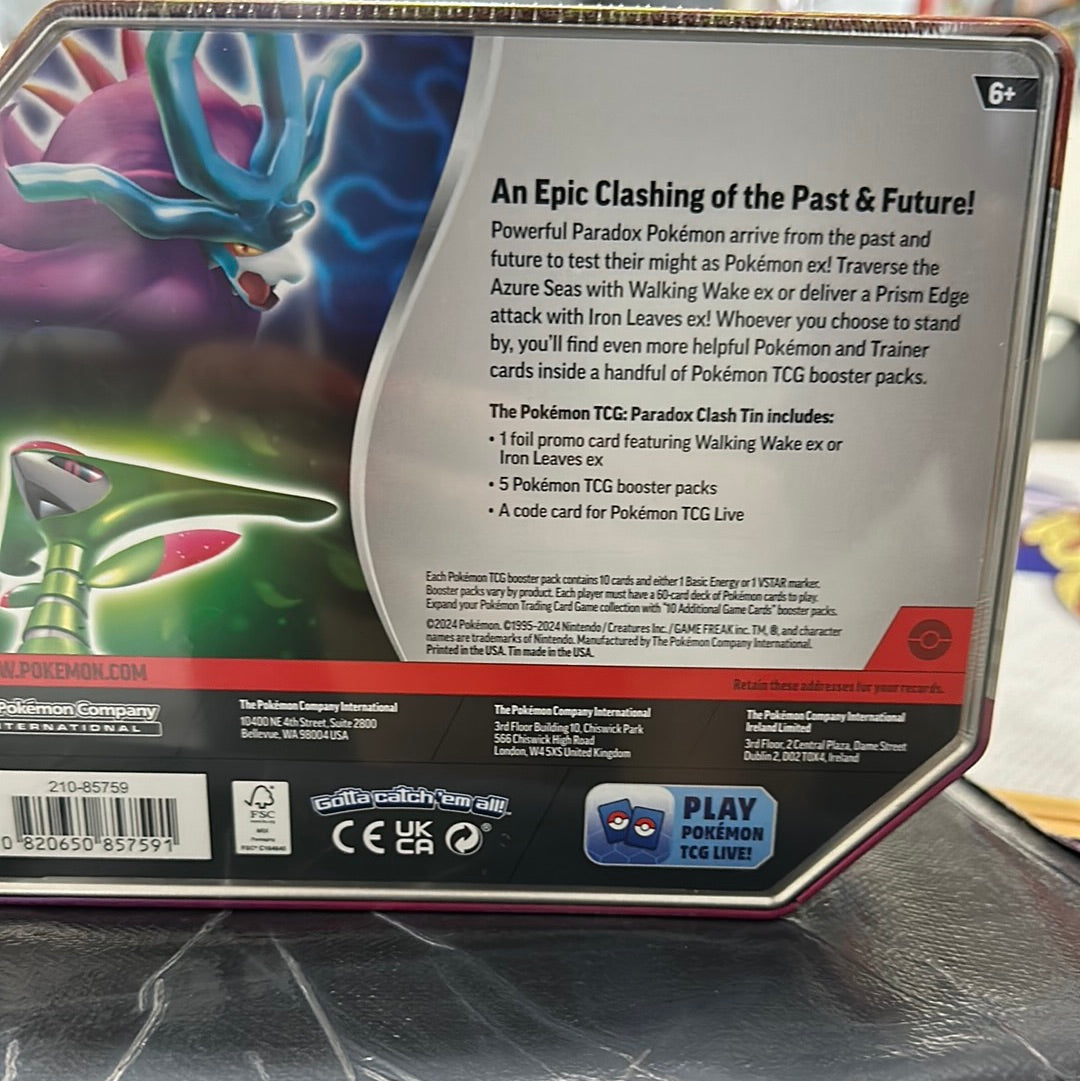 6+
An Epic Clashing of the Past & Future!
Powerful Paradox Pokémon arrive from the past and
future to test their might as Pokémon ex! Traverse the
Azure Seas with Walking Wake ex or deliver a Prism Edge
attack with Iron Leaves ex! Whoever you choose to stand
by, you'll find even more helpful Pokémon and Trainer
cards inside a handful of Pokémon TCG booster packs.
The Pokémon TCG: Paradox Clash Tin includes:
• 1 foil promo card featuring Walking Wake ex or
Iron Leaves ex
• 5 Pokémon TCG booster packs
• A code card for Pokémon TCG Live
Each Pokémon TCG booster pack contains 10 cards and either 1 Basic Energy or 1 VSTAR marker.
Booster packs vary by product. Each player must have a 60-card deck of Pokémon cards to play.
Expand your Pokémon Trading Card Game collection with "10 Additional Game Cards" booster packs.
©2024 Pokémon. ©1995–2024 Nintendo / Creatures Inc. / GAME FREAK inc. TM, ®, and character
names are trademarks of Nintendo. Manufactured by The Pokémon Company International.
Printed in the USA. Tin made in the USA.
W.POKEMON.COM
Retain these addresses for your records.
Pokémon Company
INTERNATIONAL
The Pokémon Company International
10400 NE 4th Street, Suite 2800
Bellevue, WA 98004 USA
The Pokémon Company International
3rd Floor Building 10, Chiswick Park
566 Chiswick High Road
London, W4 5XS United Kingdom
The Pokémon Company International
Ireland Limited
3rd Floor, 2 Central Plaza, Dame Street
Dublin 2, D02 T0X4, Ireland
210-85759
0 820650 857591
FSC
MIX
Packaging
Gotta catch 'em all!
CE UK
CA
PLAY
POKÉMON
TCG LIVE!